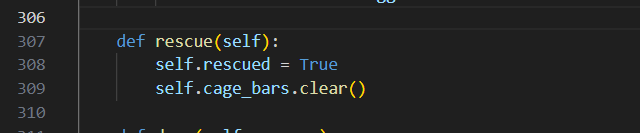 306
307 def rescue(self):
308 self.rescued = True
309 self.cage_bars.clear()
310